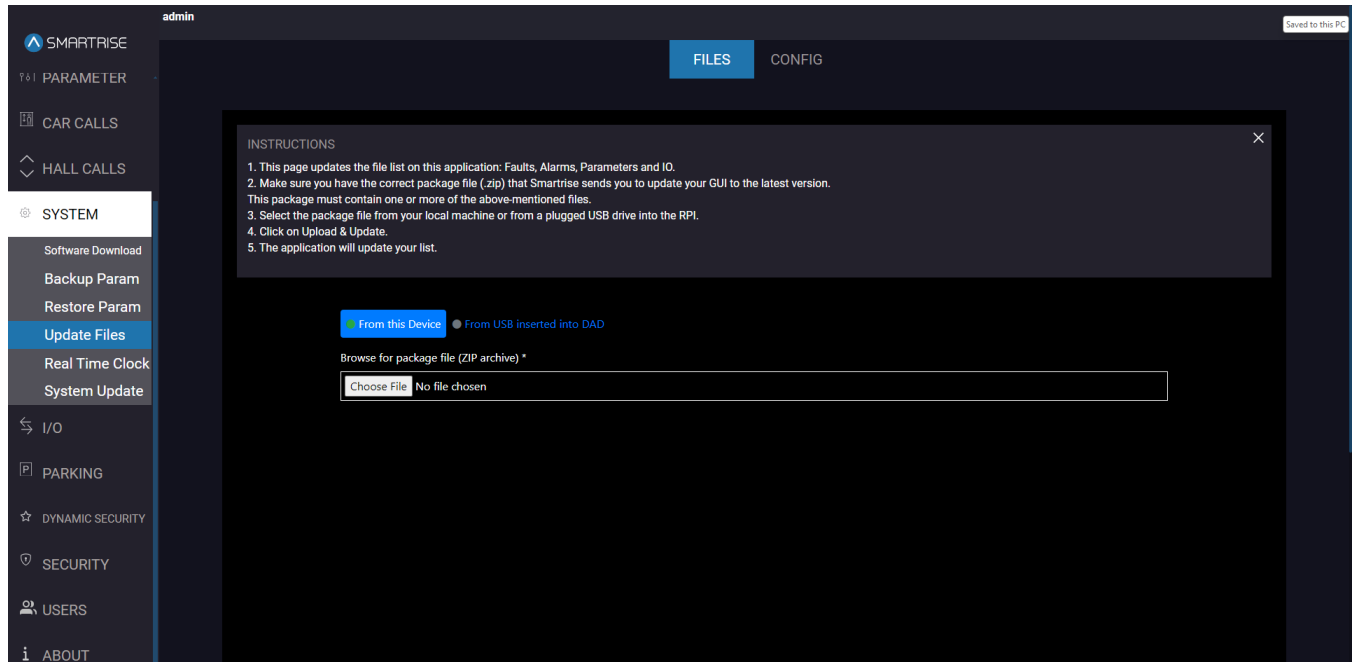 admin
Saved to this PC
SMARTRISE
PARAMETER
CAR CALLS
HALL CALLS
SYSTEM
Software Download
Backup Param
Restore Param
Update Files
Real Time Clock
System Update
I/O
P PARKING
DYNAMIC SECURITY
SECURITY
USERS
i ABOUT
FILES CONFIG
INSTRUCTIONS
1. This page updates the file list on this application: Faults, Alarms, Parameters and IO.
2. Make sure you have the correct package file (.zip) that Smartrise sends you to update your GUI to the latest version.
This package must contain one or more of the above-mentioned files.
3. Select the package file from your local machine or from a plugged USB drive into the RPI.
4. Click on Upload & Update.
5. The application will update your list.
From this Device From USB inserted into DAD
Browse for package file (ZIP archive) *
Choose File No file chosen